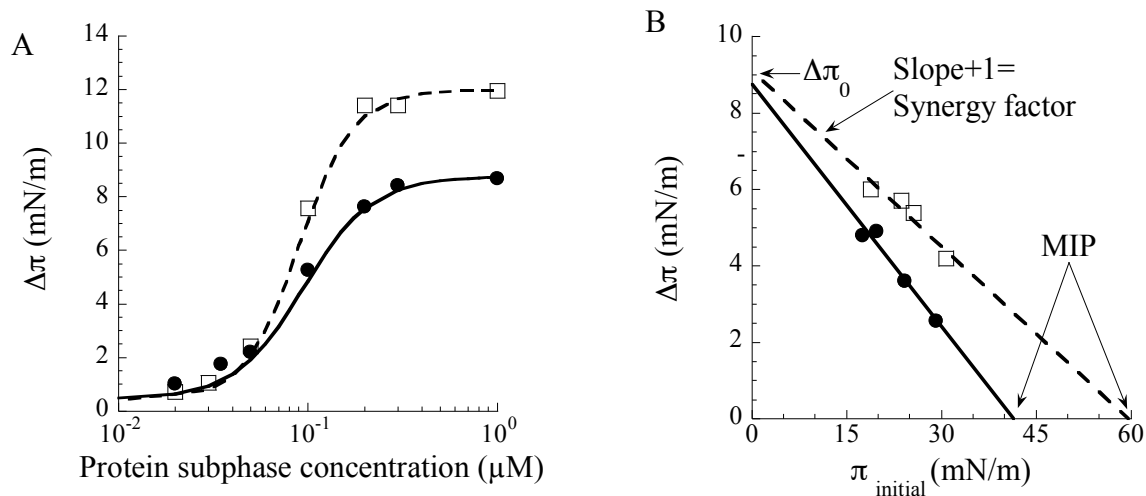 A
Δπ (mN/m)
14
12
10
8
6
4
2
0
10⁻²
10⁻¹
10⁰
Protein subphase concentration (µM)
B
Δπ (mN/m)
10
8
6
4
2
0
Δπ₀
Slope+1=
Synergy factor
MIP
0
15
30
45
60
π initial (mN/m)